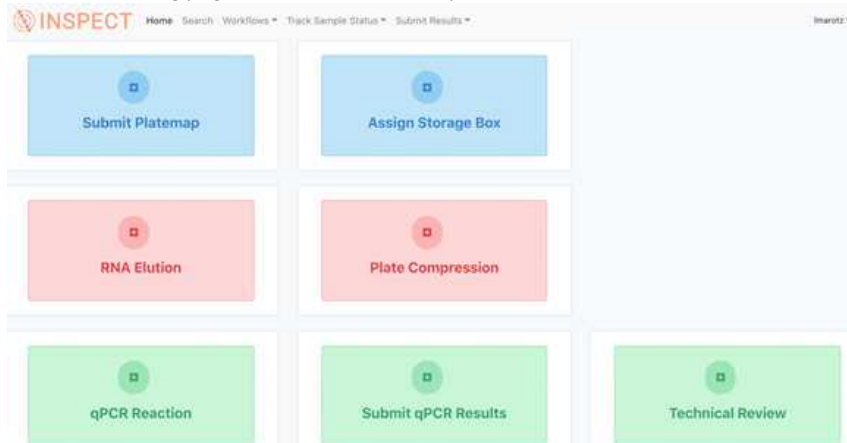 INSPECT Home Search Workflows Track Sample Status Submit Results lmarotz
Submit Platemap Assign Storage Box
RNA Elution Plate Compression
qPCR Reaction Submit qPCR Results Technical Review